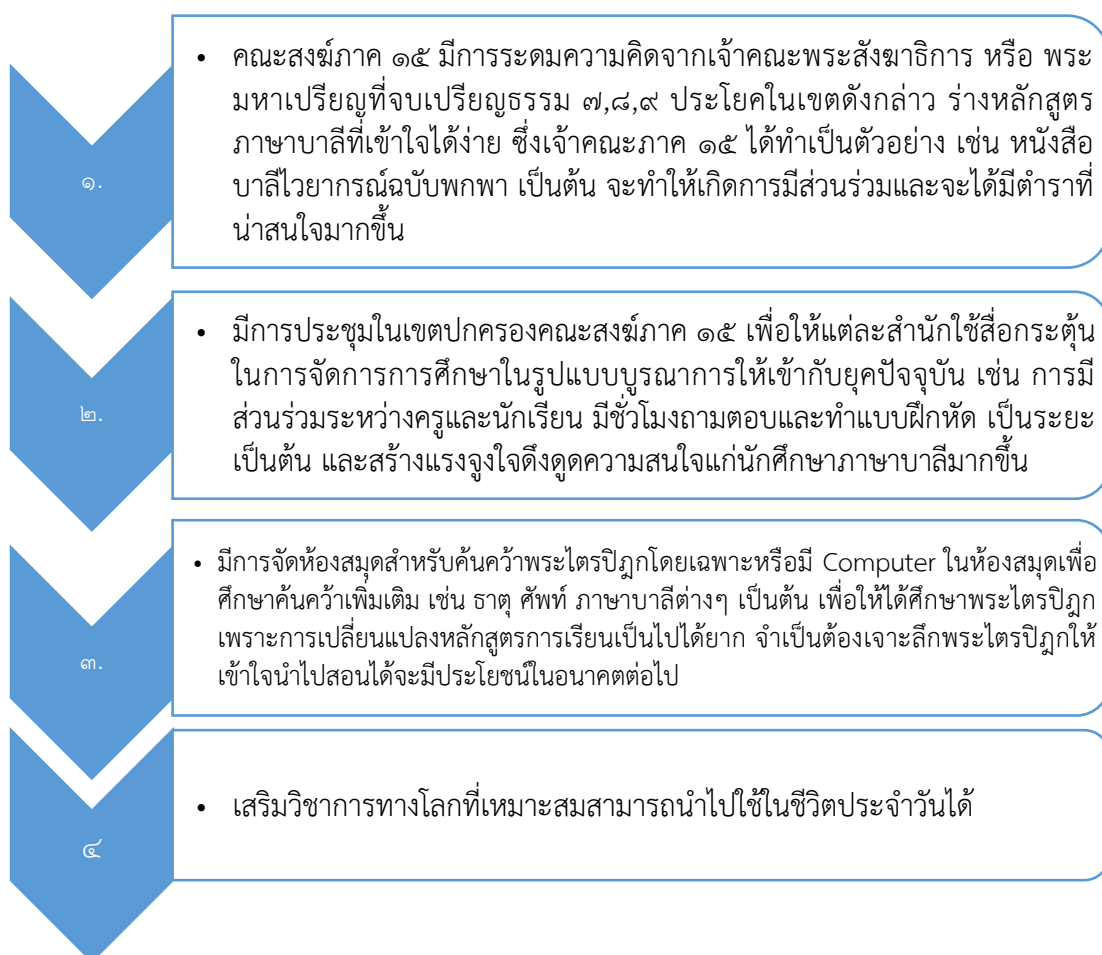 • คณะสงฆ์ภาค ๑๕ มีการระดมความคิดจากเจ้าคณะพระสังฆาธิการ หรือ พระ
มหาเปรียญที่จบเปรียญธรรม ๗,๘,๙ ประโยคในเขตดังกล่าว ร่างหลักสูตร
ภาษาบาลีที่เข้าใจได้ง่าย ซึ่งเจ้าคณะภาค ๑๕ ได้ทำเป็นตัวอย่าง เช่น หนังสือ
๑.
บาลีไวยากรณ์ฉบับพกพา เป็นต้น จะทำให้เกิดการมีส่วนร่วมและจะได้มีตำราที่
น่าสนใจมากขึ้น
• มีการประชุมในเขตปกครองคณะสงฆ์ภาค ๑๕ เพื่อให้แต่ละสำนักใช้สื่อกระตุ้น
ในการจัดการการศึกษาในรูปแบบบูรณาการให้เข้ากับยุคปัจจุบัน เช่น การมี
๒.
ส่วนร่วมระหว่างครูและนักเรียน มีชั่วโมงถามตอบและทำแบบฝึกหัด เป็นระยะ
เป็นต้น และสร้างแรงจูงใจดึงดูดความสนใจแก่นักศึกษาภาษาบาลีมากขึ้น
• มีการจัดห้องสมุดสำหรับค้นคว้าพระไตรปิฎกโดยเฉพาะหรือมี Computer ในห้องสมุดเพื่อ
ศึกษาค้นคว้าเพิ่มเติม เช่น ธาตุ ศัพท์ ภาษาบาลีต่างๆ เป็นต้น เพื่อให้ได้ศึกษาพระไตรปิฎก
เพราะการเปลี่ยนแปลงหลักสูตรการเรียนเป็นไปได้ยาก จำเป็นต้องเจาะลึกพระไตรปิฎกให้
๓.
เข้าใจนำไปสอนได้จะมีประโยชน์ในอนาคตต่อไป
• เสริมวิชาการทางโลกที่เหมาะสมสามารถนำไปใช้ในชีวิตประจำวันได้
๔